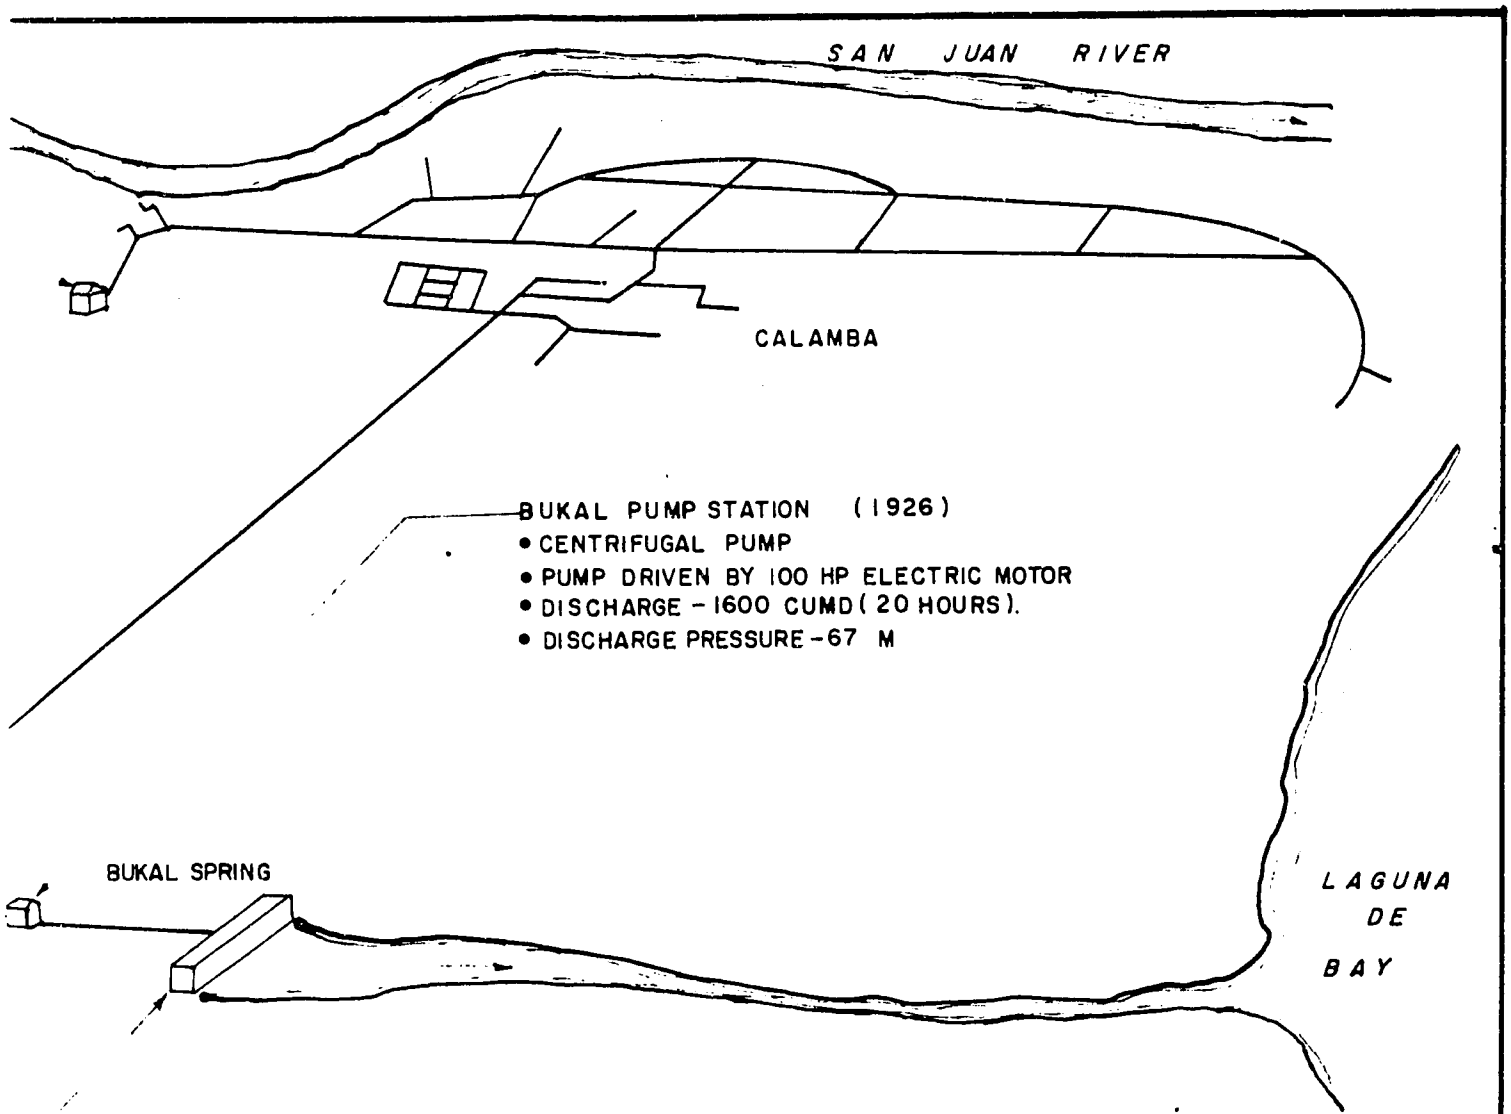 SAN JUAN RIVER
CALAMBA
BUKAL PUMP STATION (1926)
• CENTRIFUGAL PUMP
• PUMP DRIVEN BY 100 HP ELECTRIC MOTOR
• DISCHARGE - 1600 CUMD ( 20 HOURS ).
• DISCHARGE PRESSURE - 67 M
BUKAL SPRING
LAGUNA
DE
BAY